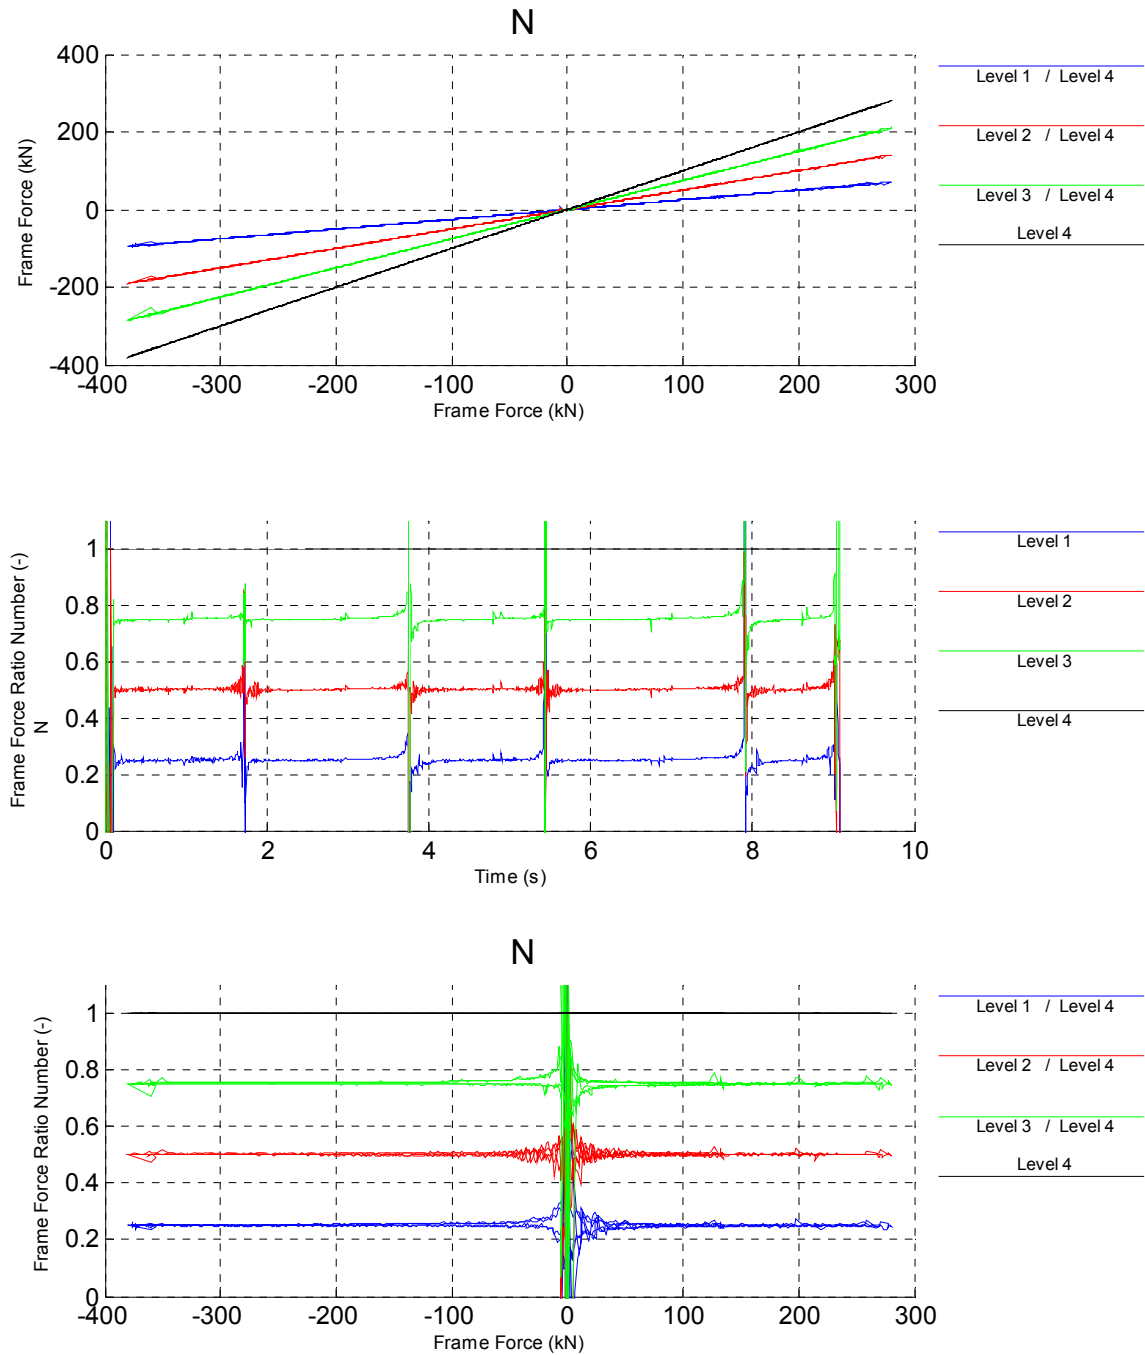 N
400
200
0
-200
-400
Frame Force (kN)
-400 -300 -200 -100 0 100 200 300
Frame Force (kN)
Level 1 / Level 4
Level 2 / Level 4
Level 3 / Level 4
Level 4
1
0.8
0.6
0.4
0.2
0
Frame Force Ratio Number (-)
N
0 2 4 6 8 10
Time (s)
Level 1
Level 2
Level 3
Level 4
N
1
0.8
0.6
0.4
0.2
0
Frame Force Ratio Number (-)
-400 -300 -200 -100 0 100 200 300
Frame Force (kN)
Level 1 / Level 4
Level 2 / Level 4
Level 3 / Level 4
Level 4